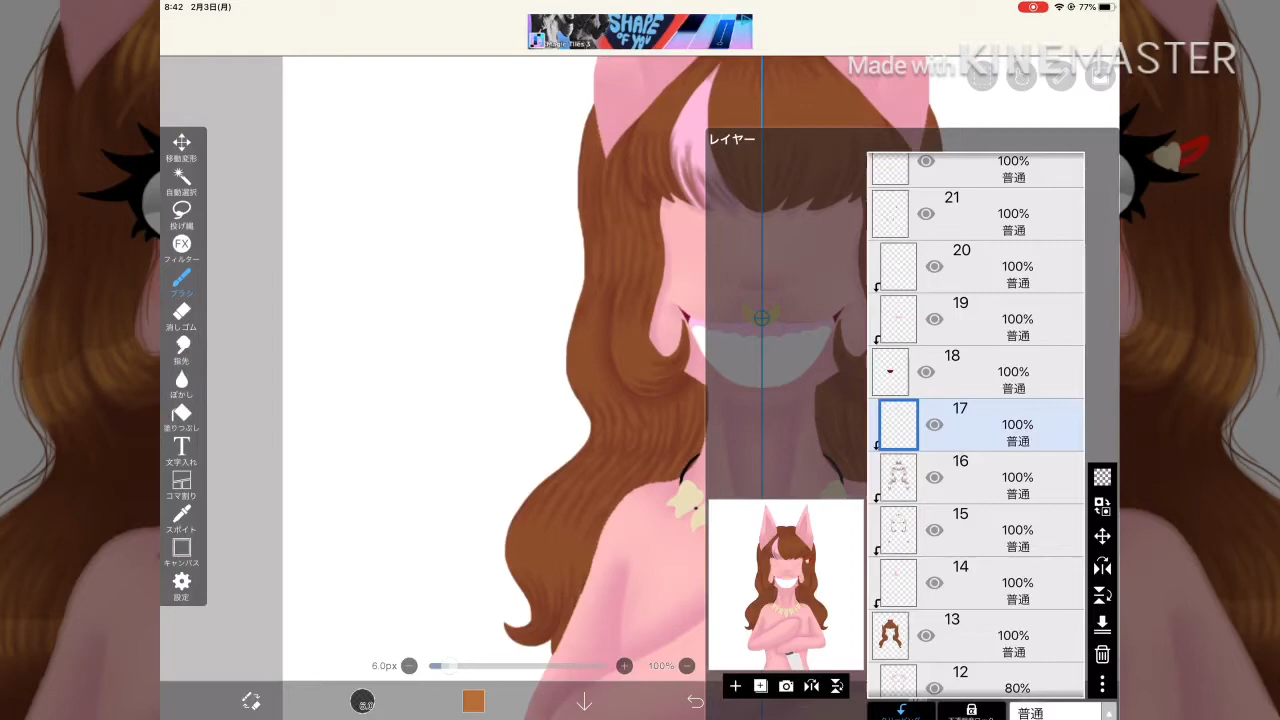 8:42 2月3日(月)
77%
SHAPE
OF YOU
Magic Tiles 3
Made with KINEMASTER
レイヤー
移動変形
自動選択
投げ縄
FX
フィルター
ブラシ
消しゴム
指先
ぼかし
塗りつぶし
T
文字入れ
コマ割り
スポイト
キャンバス
設定
100%
普通
21
100%
普通
20
100%
普通
19
100%
普通
18
100%
普通
17
100%
普通
16
100%
普通
15
100%
普通
14
100%
普通
13
100%
普通
12
80%
6.0px
100%
6.0
普通